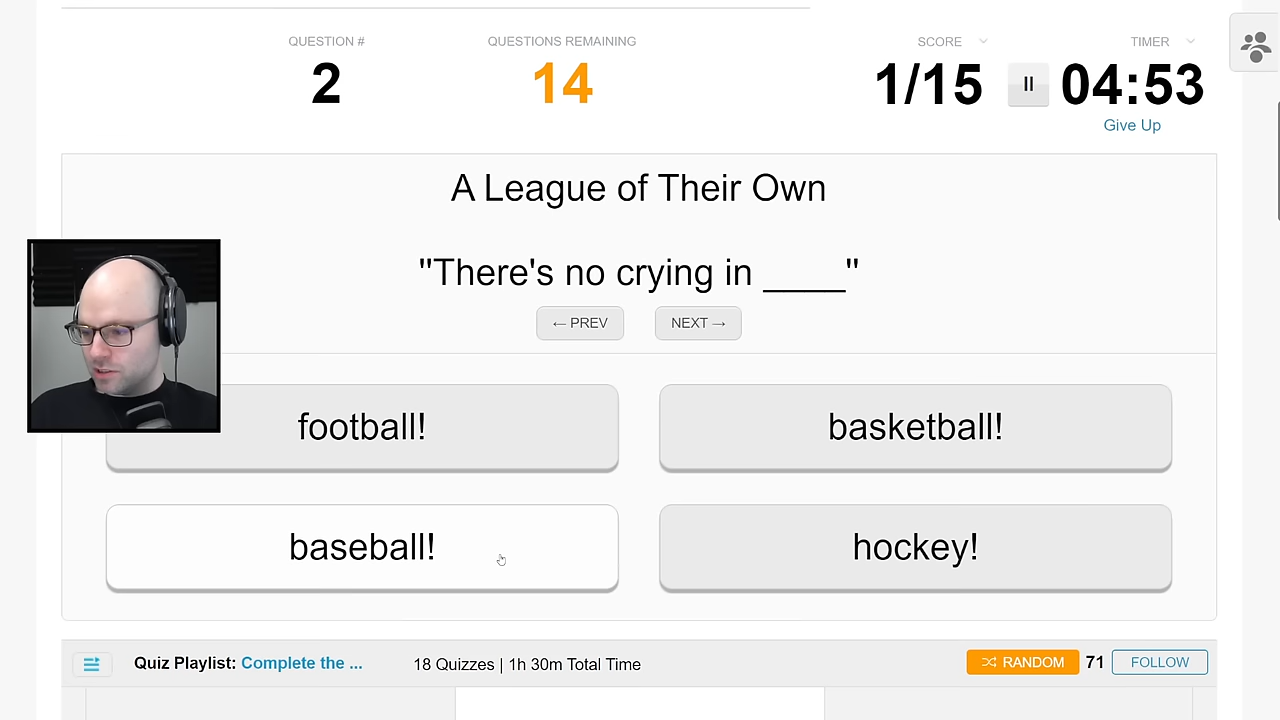 QUESTION #
2
QUESTIONS REMAINING
14
SCORE
1/15
TIMER
04:53
Give Up
A League of Their Own
"There's no crying in ____"
← PREV
NEXT →
football!
basketball!
baseball!
hockey!
Quiz Playlist: Complete the ...
18 Quizzes | 1h 30m Total Time
RANDOM
71
FOLLOW